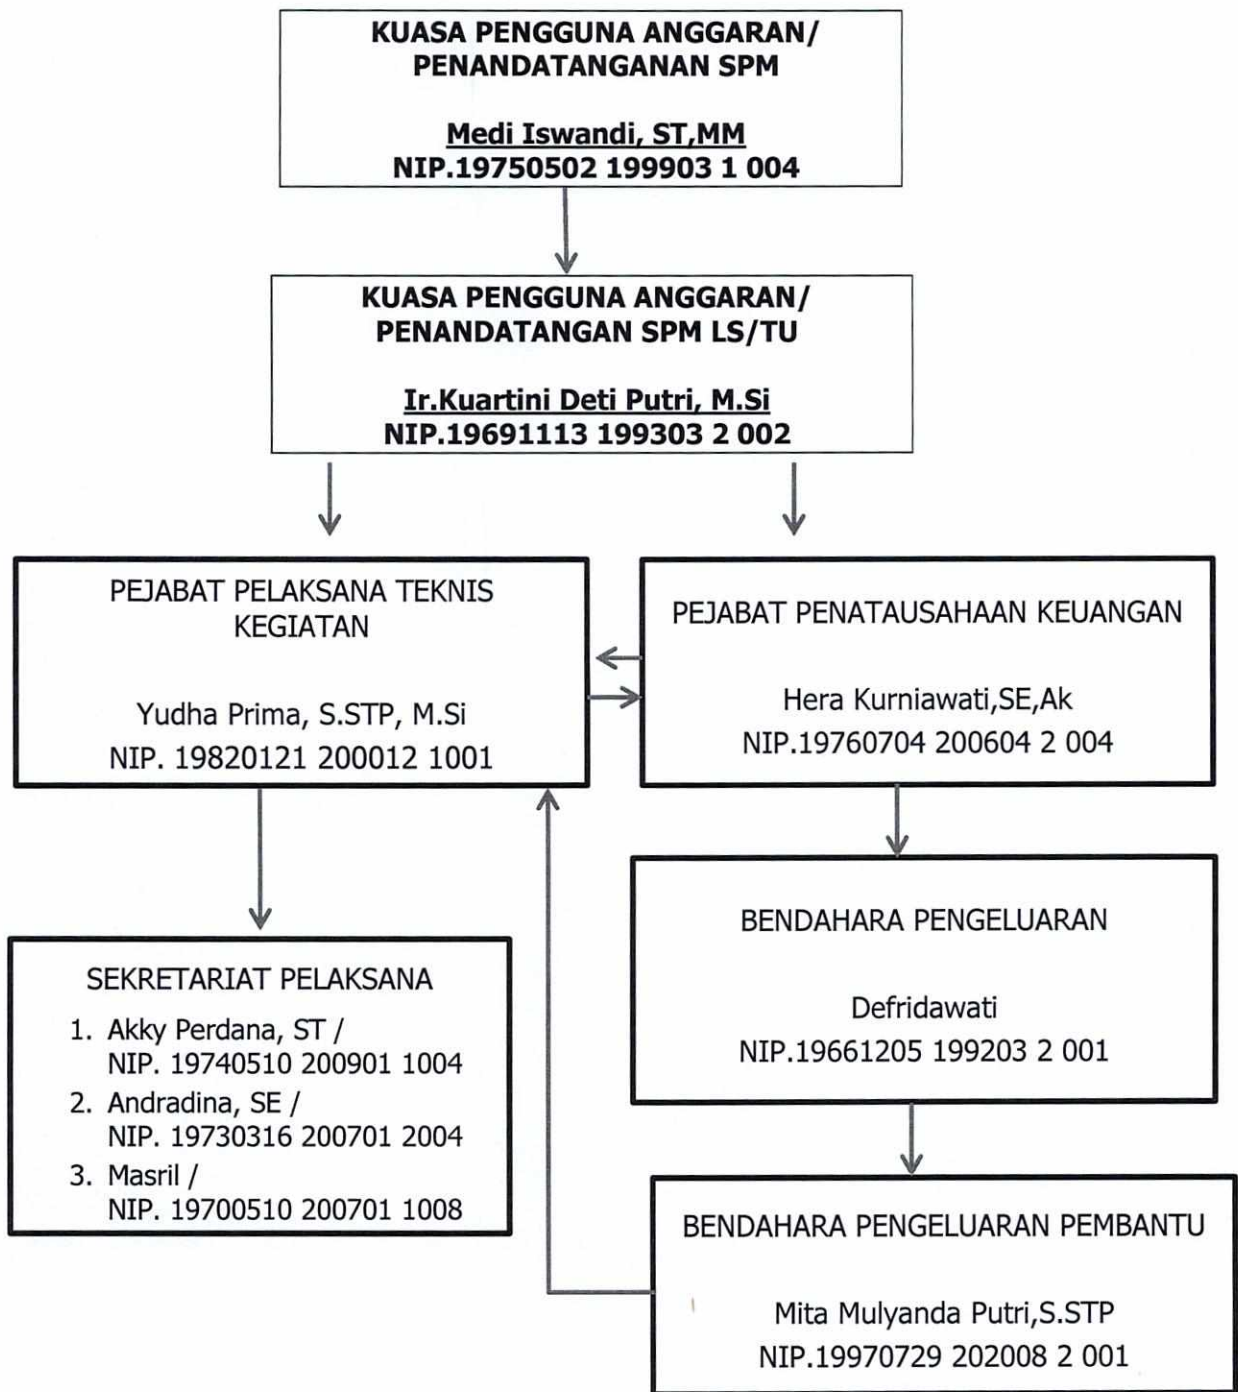 KUASA PENGGUNA ANGGARAN/
PENANDATANGANAN SPM
Medi Iswandi, ST,MM
NIP.19750502 199903 1 004
KUASA PENGGUNA ANGGARAN/
PENANDATANGAN SPM LS/TU
Ir.Kuartini Deti Putri, M.Si
NIP.19691113 199303 2 002
PEJABAT PELAKSANA TEKNIS
KEGIATAN
Yudha Prima, S.STP, M.Si
NIP. 19820121 200012 1001
PEJABAT PENATAUSAHAAN KEUANGAN
Hera Kurniawati,SE,Ak
NIP.19760704 200604 2 004
SEKRETARIAT PELAKSANA
1. Akky Perdana, ST /
NIP. 19740510 200901 1004
2. Andradina, SE /
NIP. 19730316 200701 2004
3. Masril /
NIP. 19700510 200701 1008
BENDAHARA PENGELUARAN
Defridawati
NIP.19661205 199203 2 001
BENDAHARA PENGELUARAN PEMBANTU
Mita Mulyanda Putri,S.STP
NIP.19970729 202008 2 001